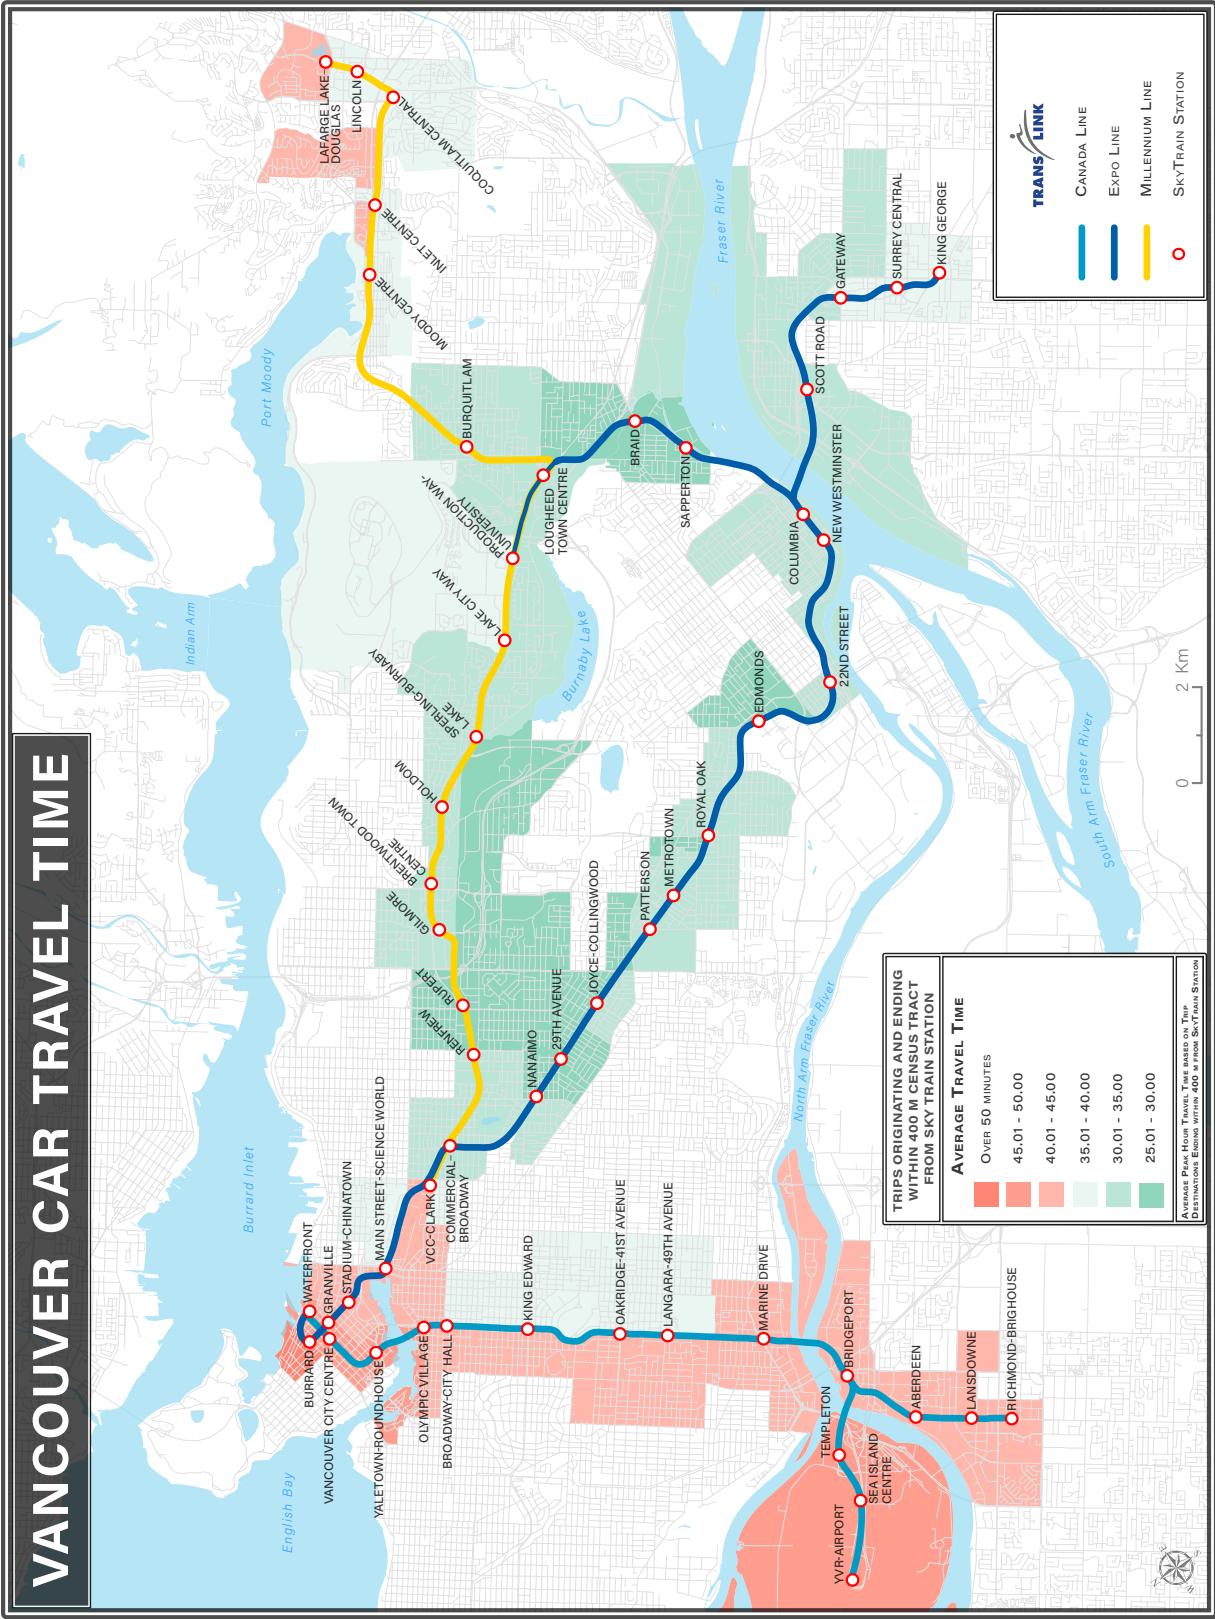 VANCOUVER CAR TRAVEL TIME
English Bay
Burrard Inlet
Indian Arm
Port Moody
Burnaby Lake
Fraser River
North Arm Fraser River
South Arm Fraser River
WATERFRONT
BURRARD
GRANVILLE
VANCOUVER CITY CENTRE
STADIUM-CHINATOWN
YALETOWN-ROUNDHOUSE
MAIN STREET-SCIENCE WORLD
OLYMPIC VILLAGE
BROADWAY-CITY HALL
VCC-CLARK
COMMERCIAL-
BROADWAY
KING EDWARD
OAKRIDGE-41ST AVENUE
LANGARA-49TH AVENUE
MARINE DRIVE
BRIDGEPORT
TEMPLETON
SEA ISLAND
CENTRE
YVR-AIRPORT
ABERDEEN
LANSDOWNE
RICHMOND-BRIGHOUSE
RENFREW
RUPERT
GILMORE
BRENTWOOD TOWN
CENTRE
HOLDOM
SPERLING-BURNABY
LAKE
LAKE CITY WAY
PRODUCTION WAY
UNIVERSITY
LOUGHEED
TOWN CENTRE
BURQUITLAM
MOODY CENTRE
INLET CENTRE
COQUITLAM CENTRAL
LINCOLN
LAFARGE LAKE-
DOUGLAS
NANAIMO
29TH AVENUE
JOYCE-COLLINGWOOD
PATTERSON
METROTOWN
ROYAL OAK
EDMONDS
22ND STREET
NEW WESTMINSTER
COLUMBIA
SAPPERTON
BRAID
SCOTT ROAD
GATEWAY
SURREY CENTRAL
KING GEORGE
TRIPS ORIGINATING AND ENDING
WITHIN 400 M CENSUS TRACT
FROM SKY TRAIN STATION
AVERAGE TRAVEL TIME
OVER 50 MINUTES
45.01 - 50.00
40.01 - 45.00
35.01 - 40.00
30.01 - 35.00
25.01 - 30.00
AVERAGE PEAK HOUR TRAVEL TIME BASED ON TRIP
DESTINATIONS ENDING WITHIN 400 M FROM SKYTRAIN STATION
0 2 Km
TRANS LINK
CANADA LINE
EXPO LINE
MILLENNIUM LINE
SKYTRAIN STATION
N
E
S
W